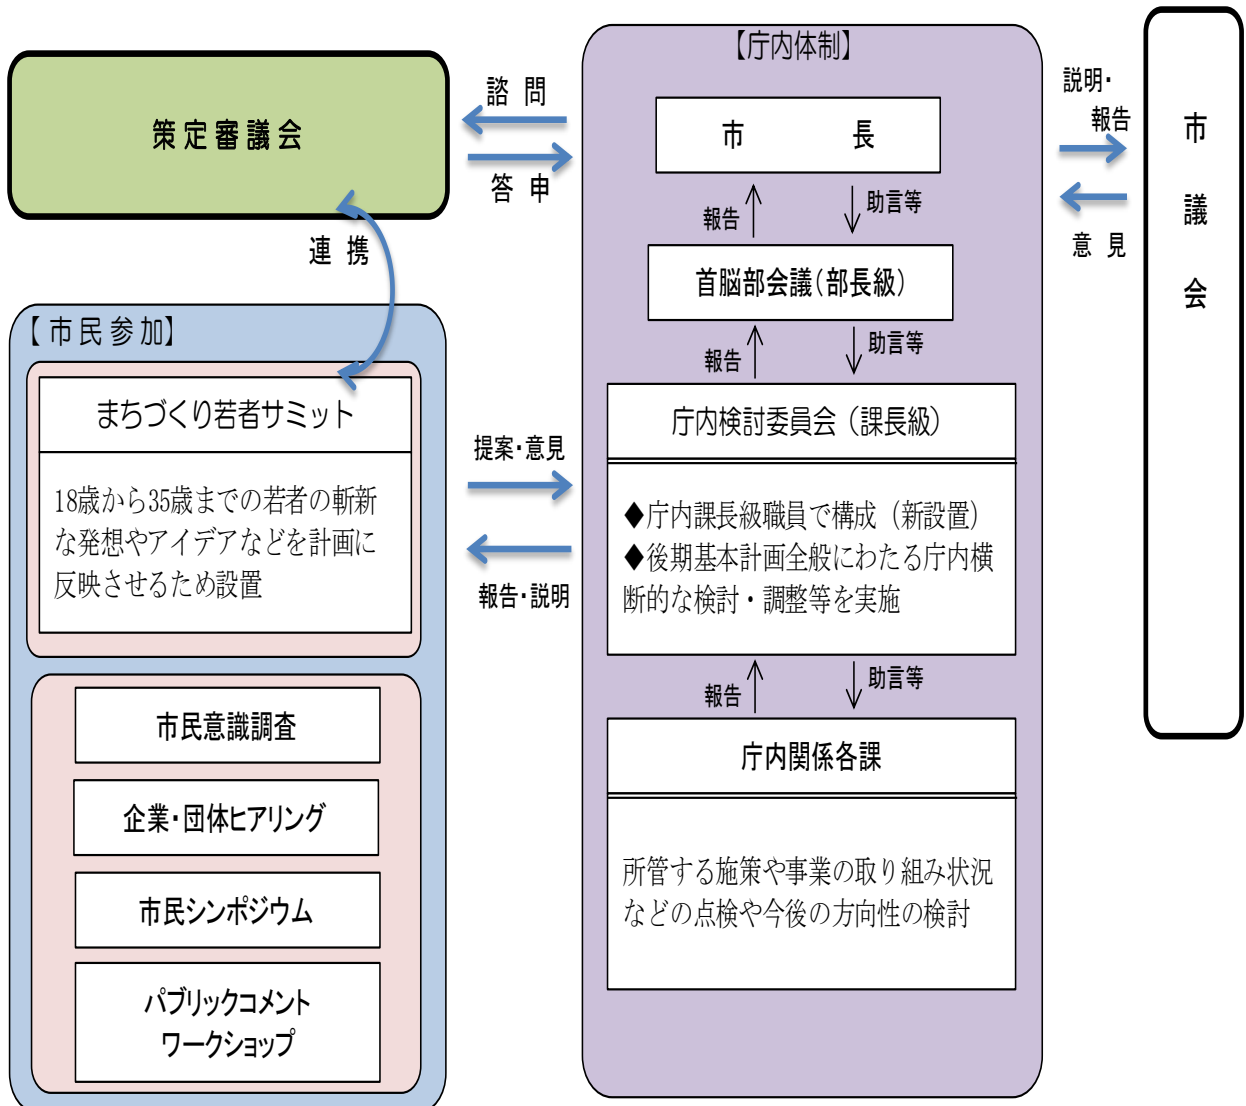 策定審議会
諮問
答申
連携
【市民参加】
まちづくり若者サミット
18歳から35歳までの若者の斬新
な発想やアイデアなどを計画に
反映させるため設置
市民意識調査
企業・団体ヒアリング
市民シンポジウム
パブリックコメント
ワークショップ
提案・意見
報告・説明
【庁内体制】
市長
報告
助言等
首脳部会議(部長級)
報告
助言等
庁内検討委員会(課長級)
◆庁内課長級職員で構成(新設置)
◆後期基本計画全般にわたる庁内横
断的な検討・調整等を実施
報告
助言等
庁内関係各課
所管する施策や事業の取り組み状況
などの点検や今後の方向性の検討
説明・
報告
意見
市議会